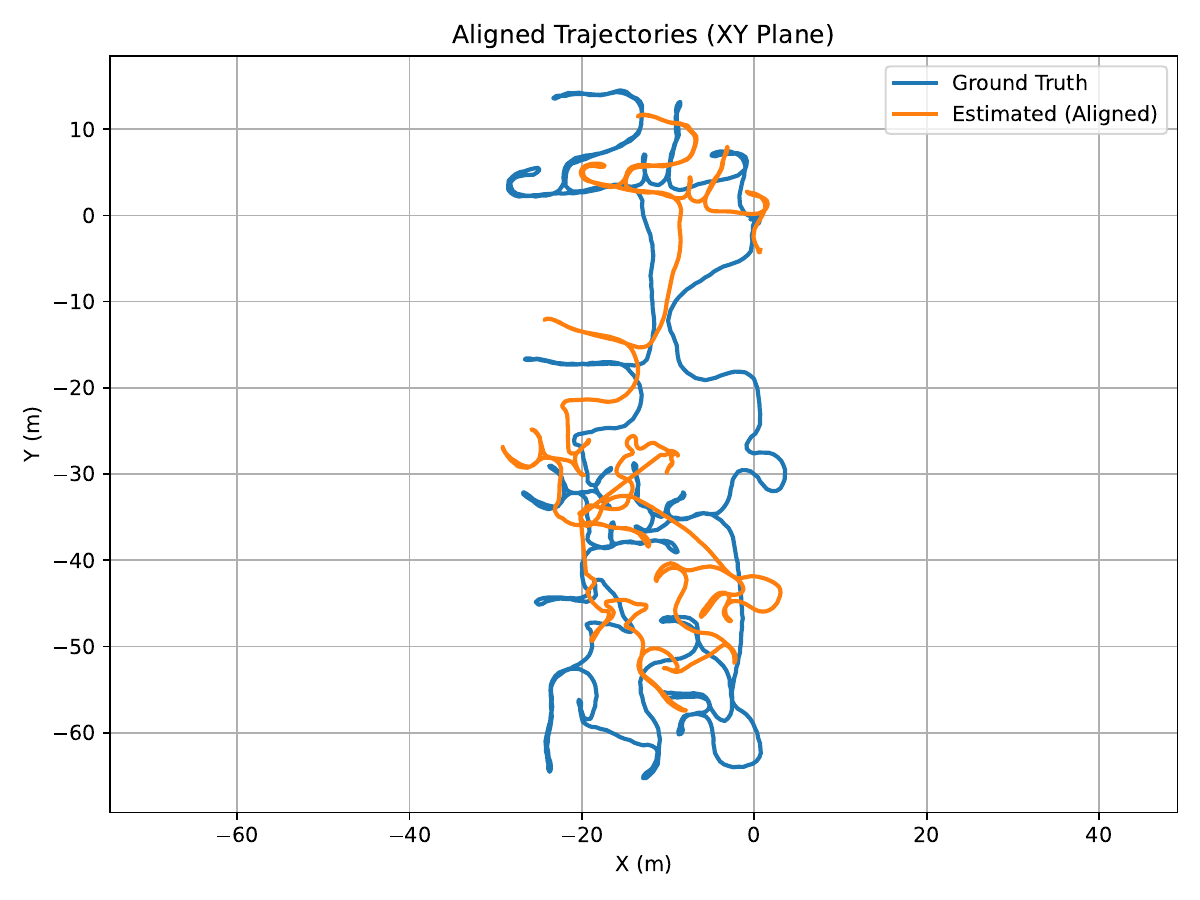 Aligned Trajectories (XY Plane)
Ground Truth
Estimated (Aligned)
10
0
−10
−20
−30
−40
−50
−60
Y (m)
−60
−40
−20
0
20
40
X (m)